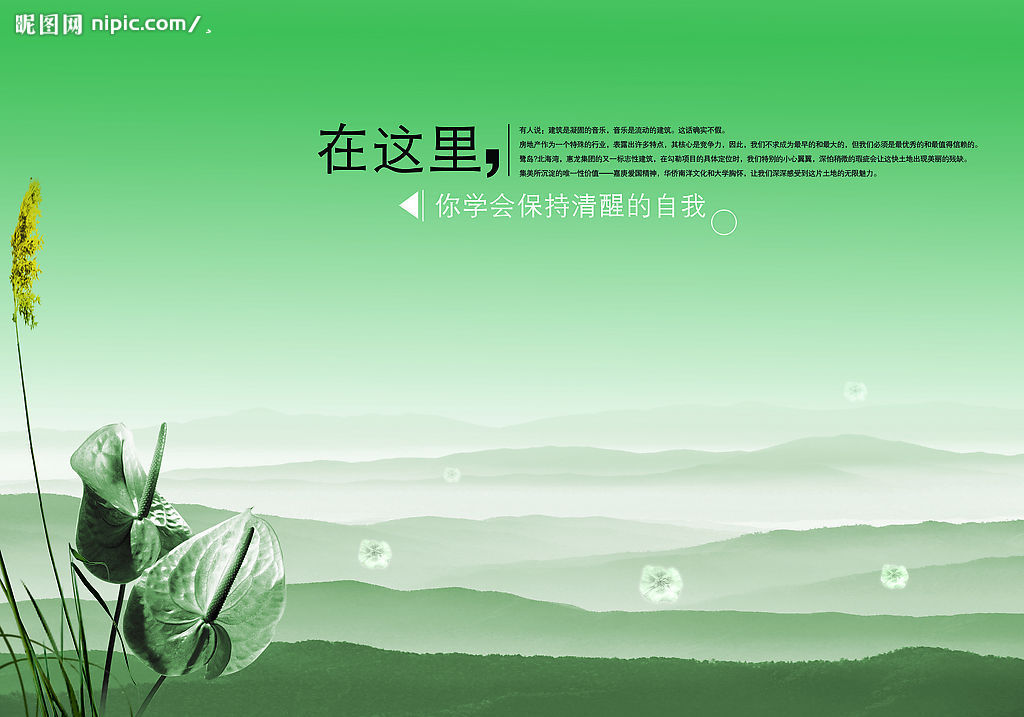 昵图网 nipic.com/
在这里，
有人说：建筑是凝固的音乐，音乐是流动的建筑。这话确实不假。
房地产作为一个特殊的行业，表露出许多特点，其核心是竞争力，因此，我们不求成为最早的和最大的，但我们必须是最优秀的和最值得信赖的。
鹭岛?北海湾，惠龙集团的又一标志性建筑，在勾勒项目的具体定位时，我们特别的小心翼翼，深怕稍微的瑕疵会让这快土地出现美丽的残缺。
集美所沉淀的唯一性价值——嘉庚爱国精神，华侨南洋文化和大学胸怀，让我们深深感受到这片土地的无限魅力。
你学会保持清醒的自我